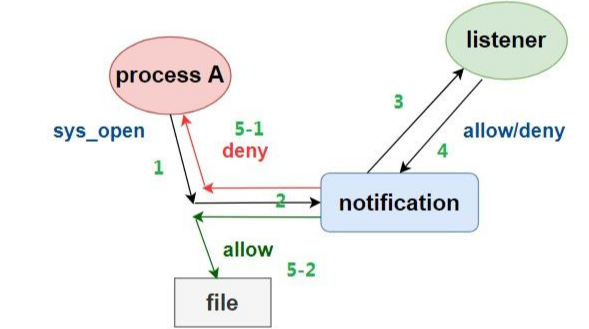 listener
process A
3
sys_open
5-1
allow/deny
deny
4
1
2
notification
allow
5-2
file